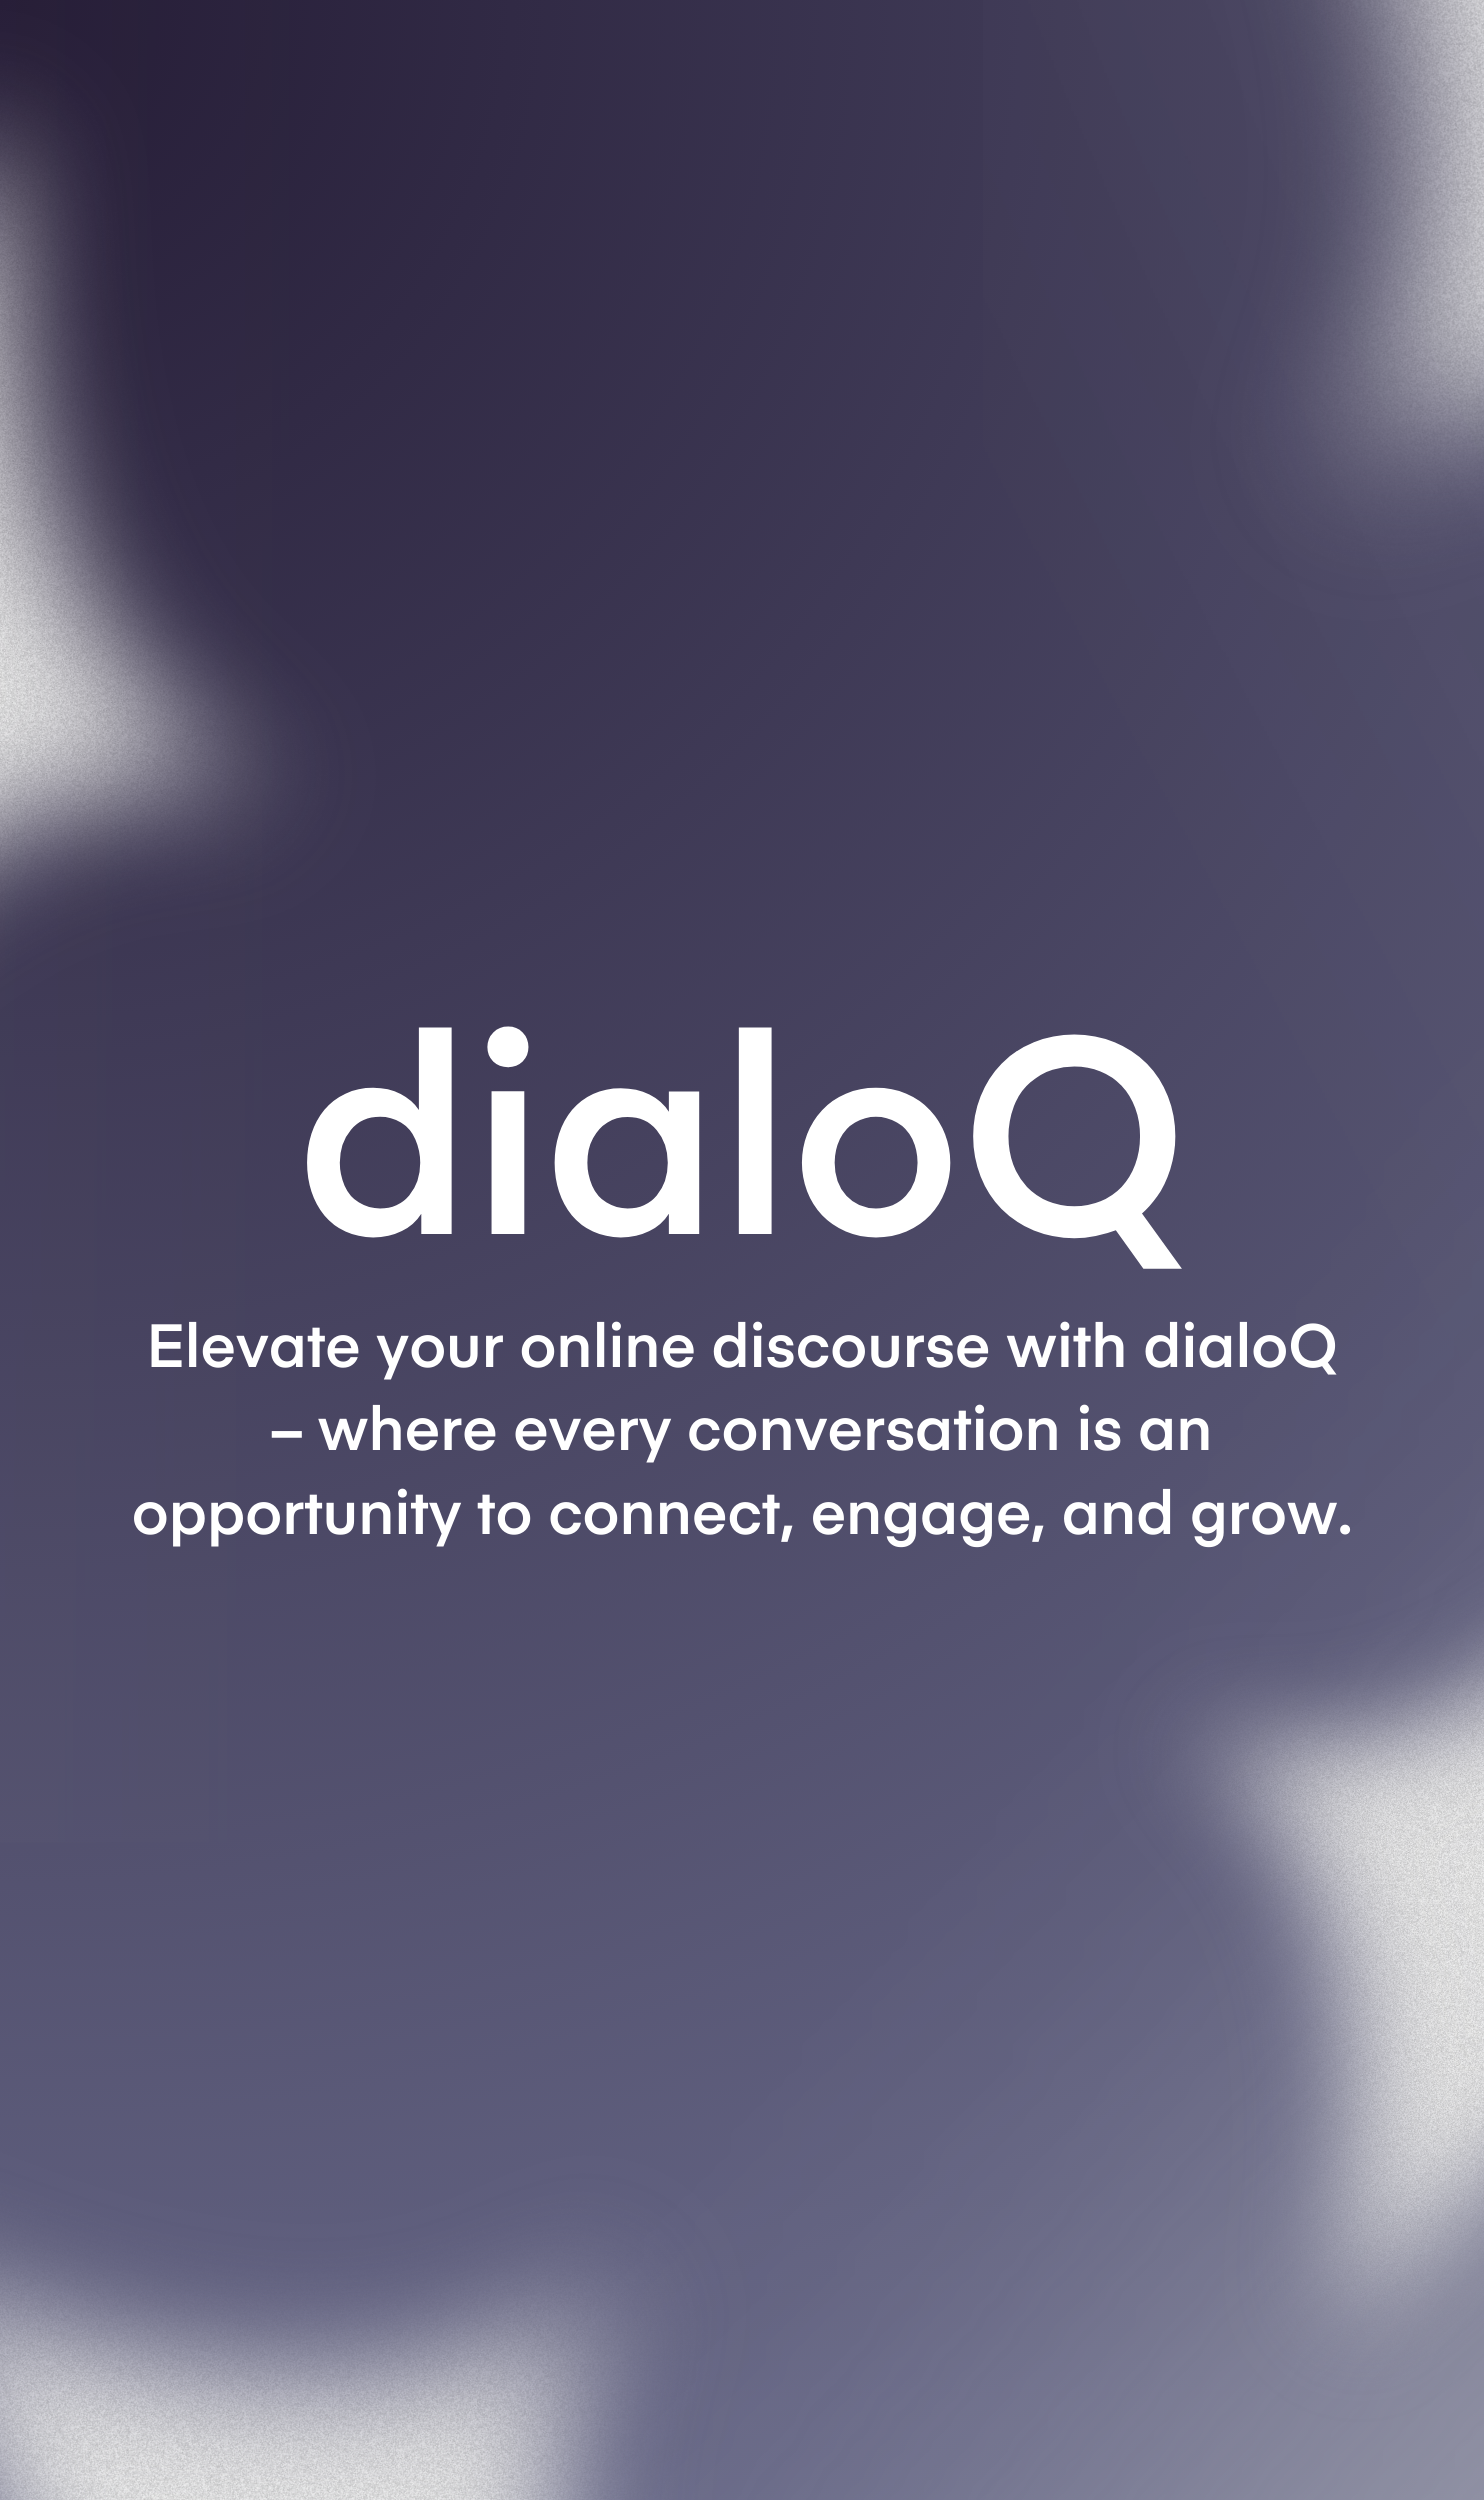 dialoQ
Elevate your online discourse with dialoQ
– where every conversation is an
opportunity to connect, engage, and grow.